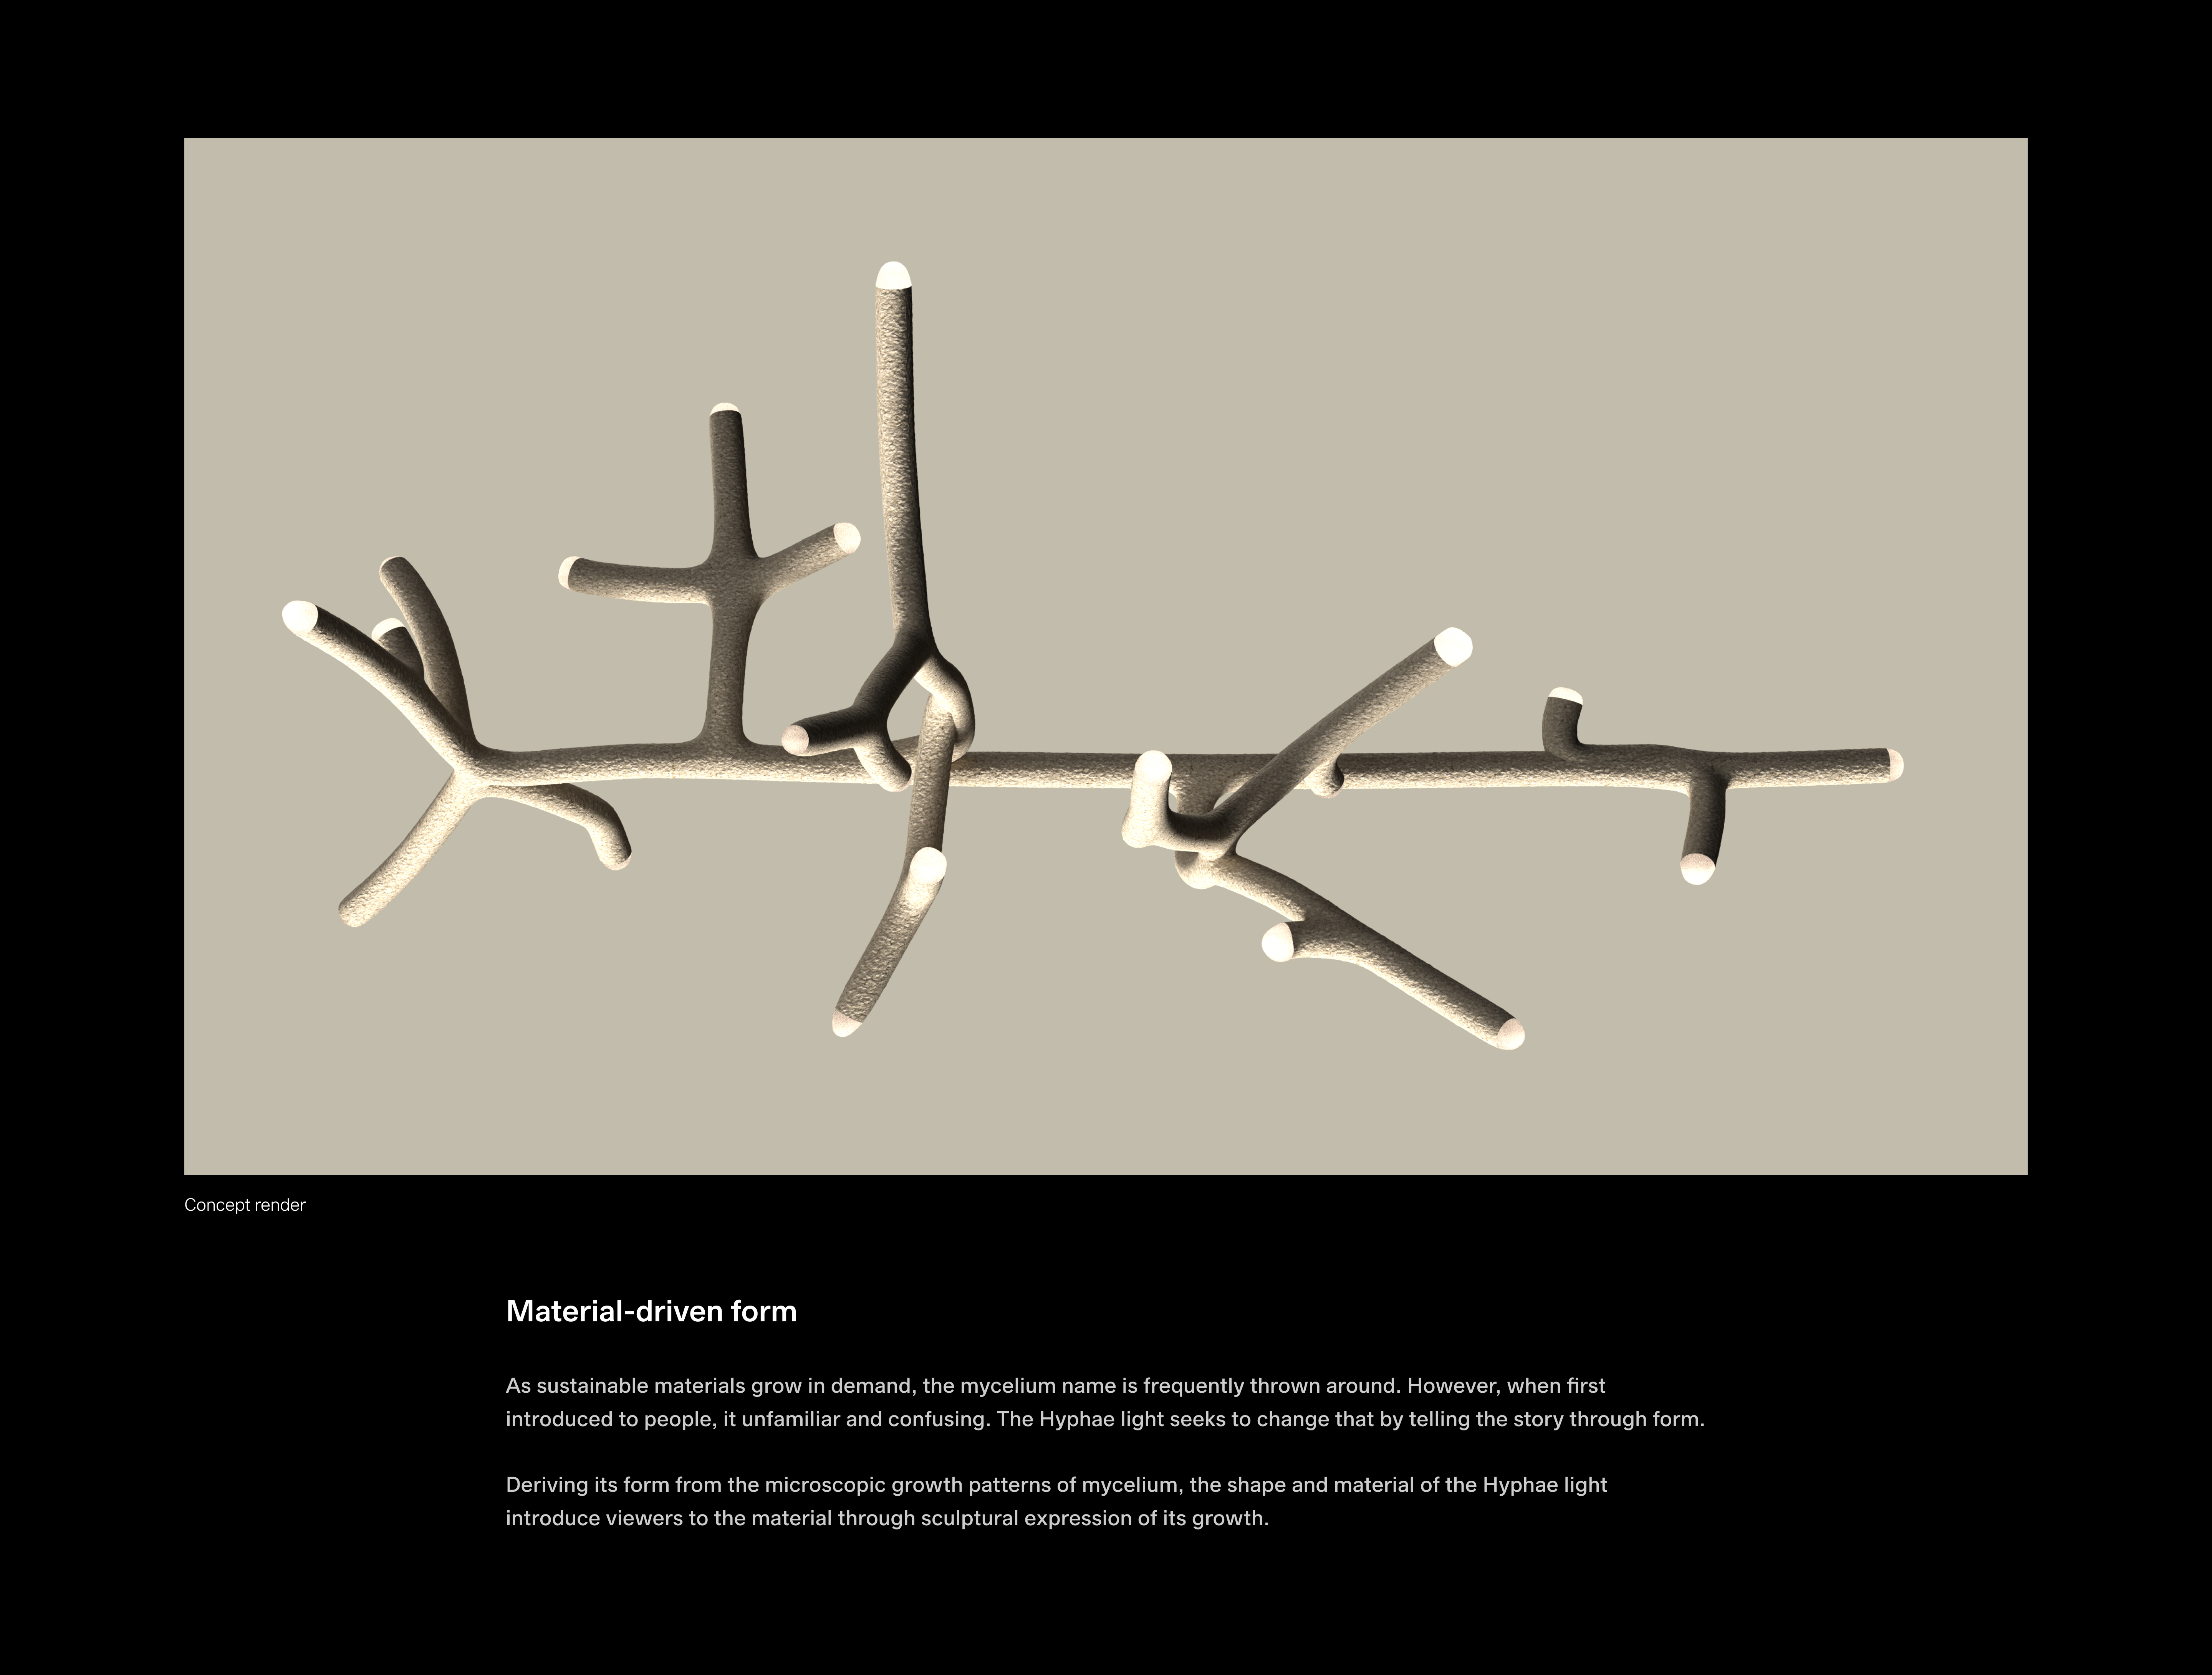 Concept render
Material-driven form
As sustainable materials grow in demand, the mycelium name is frequently thrown around. However, when first
introduced to people, it unfamiliar and confusing. The Hyphae light seeks to change that by telling the story through form.
Deriving its form from the microscopic growth patterns of mycelium, the shape and material of the Hyphae light
introduce viewers to the material through sculptural expression of its growth.